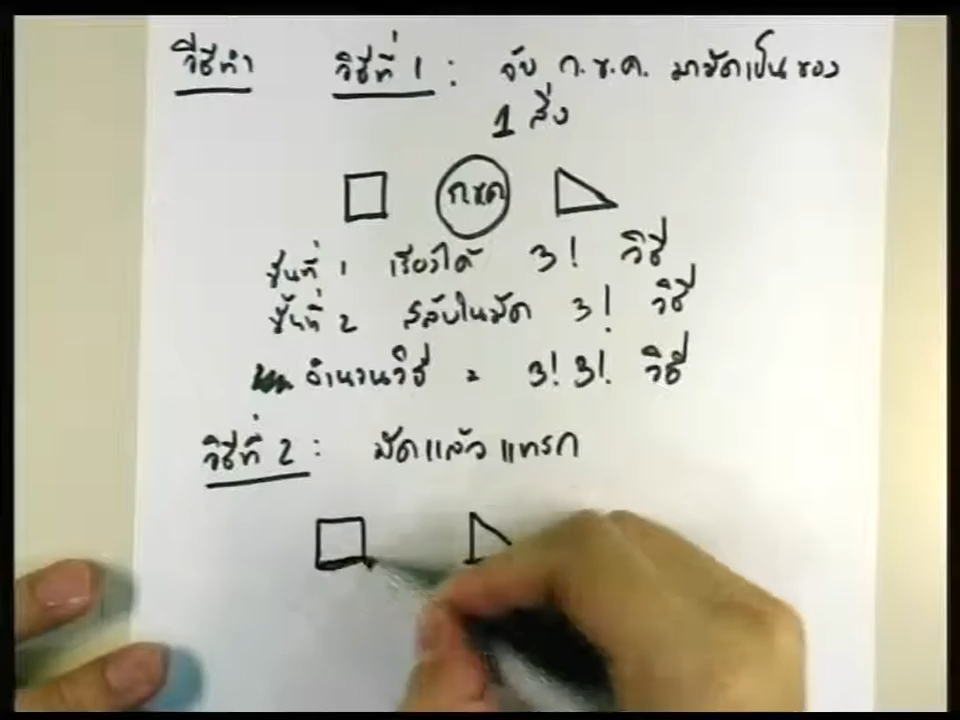 วิธีทำ วิธีที่ 1 : จับ ก.ข.ค. มามัดเป็นของ
1 สิ่ง
กขค
ขั้นที่ 1 เรียงได้ 3! วิธี
ขั้นที่ 2 สลับในมัด 3! วิธี
จำนวนวิธี = 3! 3! วิธี
วิธีที่ 2 : มัดแล้วแทรก